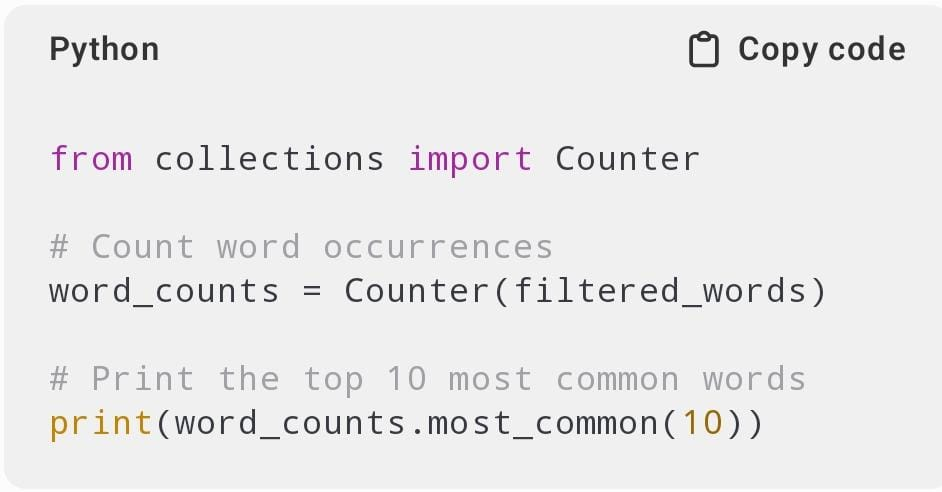 Python
Copy code
from collections import Counter
# Count word occurrences
word_counts = Counter(filtered_words)
# Print the top 10 most common words
print(word_counts.most_common(10))